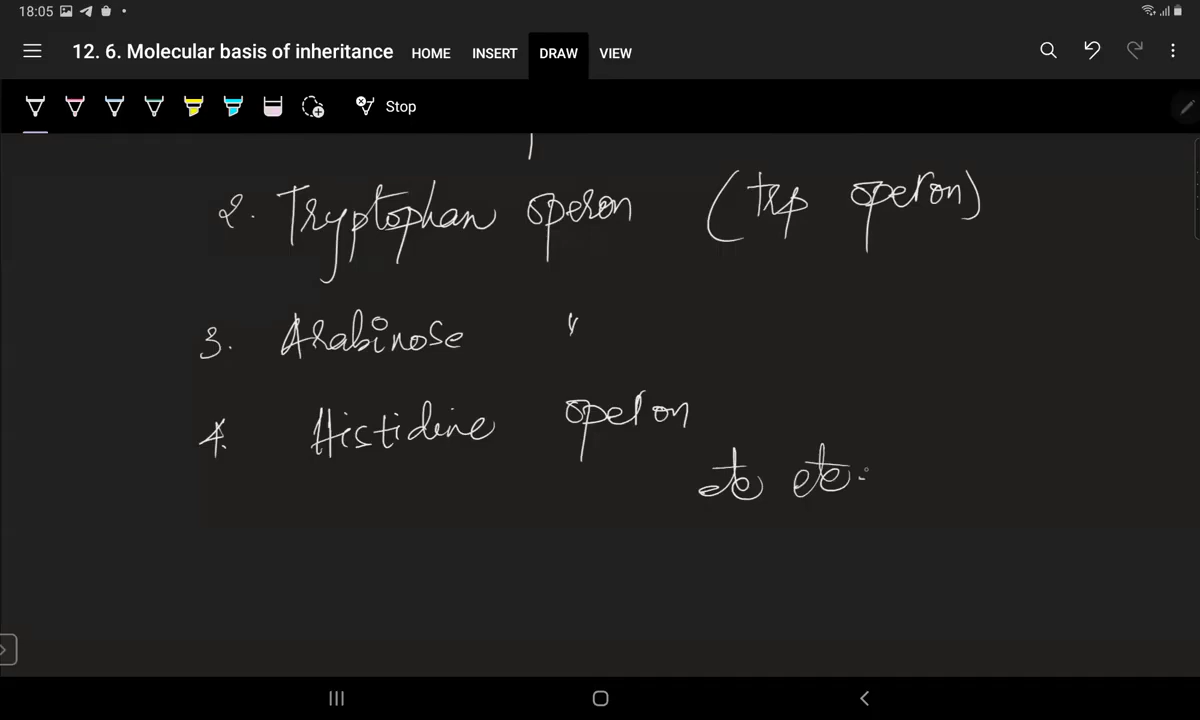 18:05
12. 6. Molecular basis of inheritance HOME INSERT DRAW VIEW
Stop
2. Tryptophan operon (trp operon)
3. Arabinose "
4. Histidine operon
etc etc.